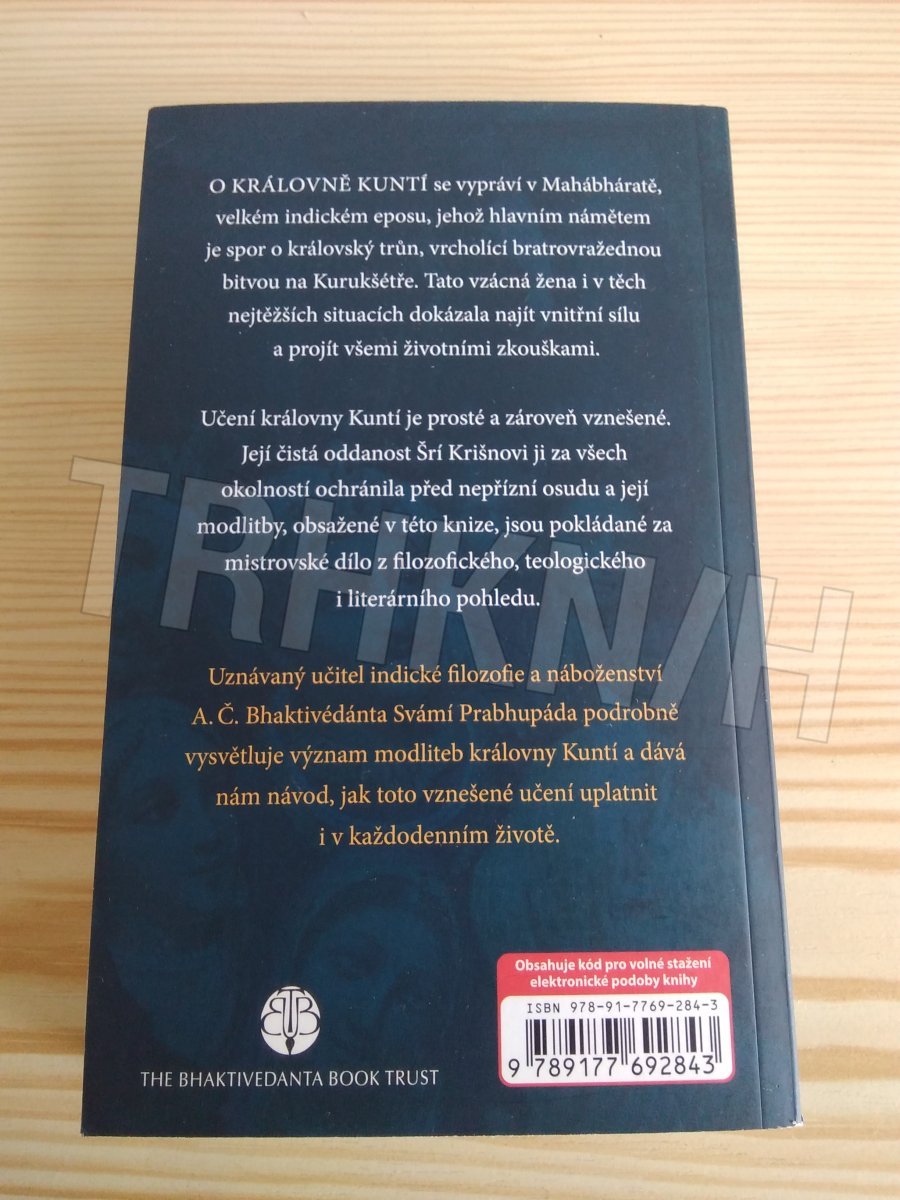 O KRÁLOVNĚ KUNTÍ se vypráví v Mahábháratě,
velkém indickém eposu, jehož hlavním námětem
je spor o královský trůn, vrcholící bratrovražednou
bitvou na Kurukšétře. Tato vzácná žena i v těch
nejtěžších situacích dokázala najít vnitřní sílu
a projít všemi životními zkouškami.
Učení královny Kuntí je prosté a zároveň vznešené.
Její čistá oddanost Šrí Krišnovi ji za všech
okolností ochránila před nepřízní osudu a její
modlitby, obsažené v této knize, jsou pokládané za
mistrovské dílo z filozofického, teologického
i literárního pohledu.
TRHKNIH
Uznávaný učitel indické filozofie a náboženství
A. Č. Bhaktivédánta Svámí Prabhupáda podrobně
vysvětluje význam modliteb královny Kuntí a dává
nám návod, jak toto vznešené učení uplatnit
i v každodenním životě.
Obsahuje kód pro volné stažení
elektronické podoby knihy
ISBN 978-91-7769-284-3
9 789177 692843
BTB
THE BHAKTIVEDANTA BOOK TRUST